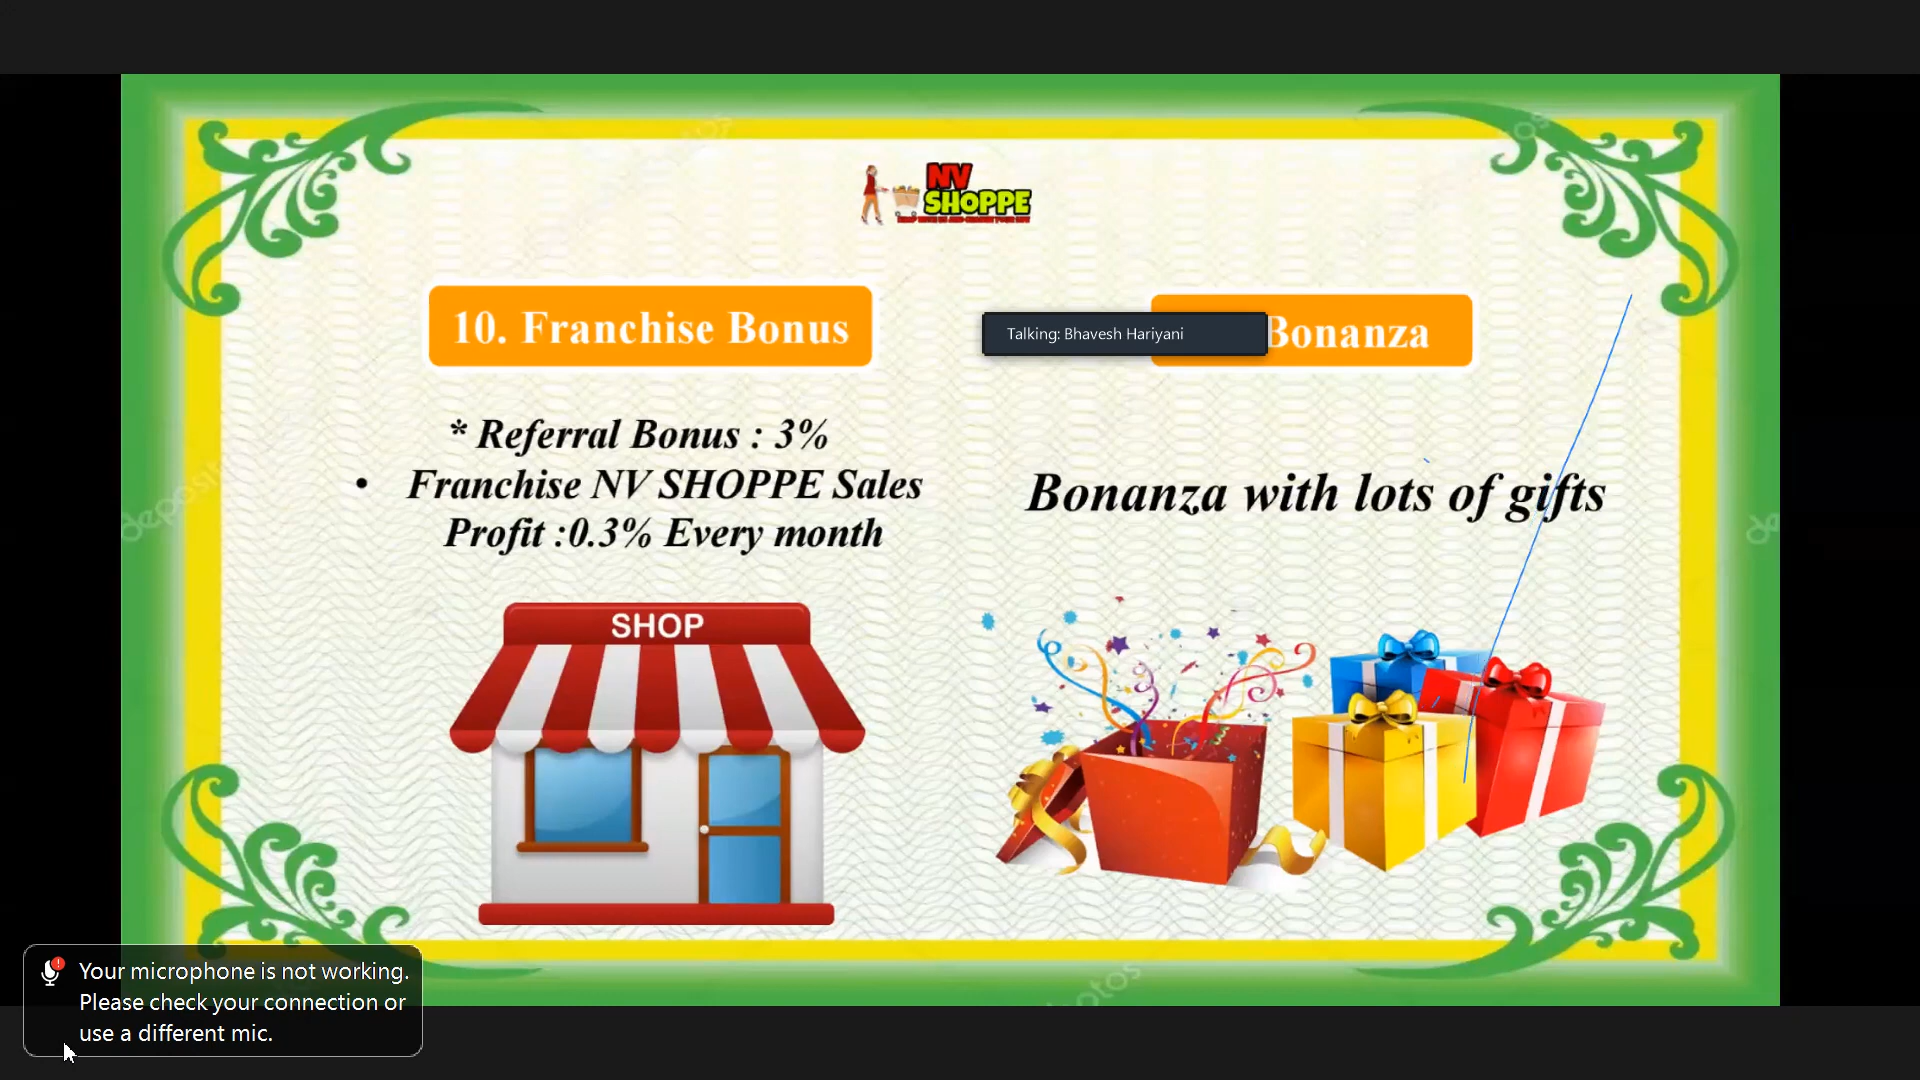 NV
SHOPPE
10. Franchise Bonus
Talking: Bhavesh Hariyani
Bonanza
* Referral Bonus : 3%
• Franchise NV SHOPPE Sales
Profit :0.3% Every month
Bonanza with lots of gifts
SHOP
Your microphone is not working.
Please check your connection or
use a different mic.